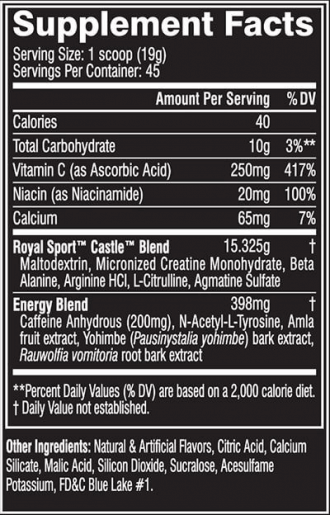 Supplement Facts
Serving Size: 1 scoop (19g)
Servings Per Container: 45
Amount Per Serving % DV
Calories 40
Total Carbohydrate 10g 3%**
Vitamin C (as Ascorbic Acid) 250mg 417%
Niacin (as Niacinamide) 20mg 100%
Calcium 65mg 7%
Royal Sport™ Castle™ Blend 15.325g †
Maltodextrin, Micronized Creatine Monohydrate, Beta
Alanine, Arginine HCl, L-Citrulline, Agmatine Sulfate
Energy Blend 398mg †
Caffeine Anhydrous (200mg), N-Acetyl-L-Tyrosine, Amla
fruit extract, Yohimbe (Pausinystalia yohimbe) bark extract,
Rauwolfia vomitoria root bark extract
**Percent Daily Values (% DV) are based on a 2,000 calorie diet.
† Daily Value not established.
Other Ingredients: Natural & Artificial Flavors, Citric Acid, Calcium
Silicate, Malic Acid, Silicon Dioxide, Sucralose, Acesulfame
Potassium, FD&C Blue Lake #1.